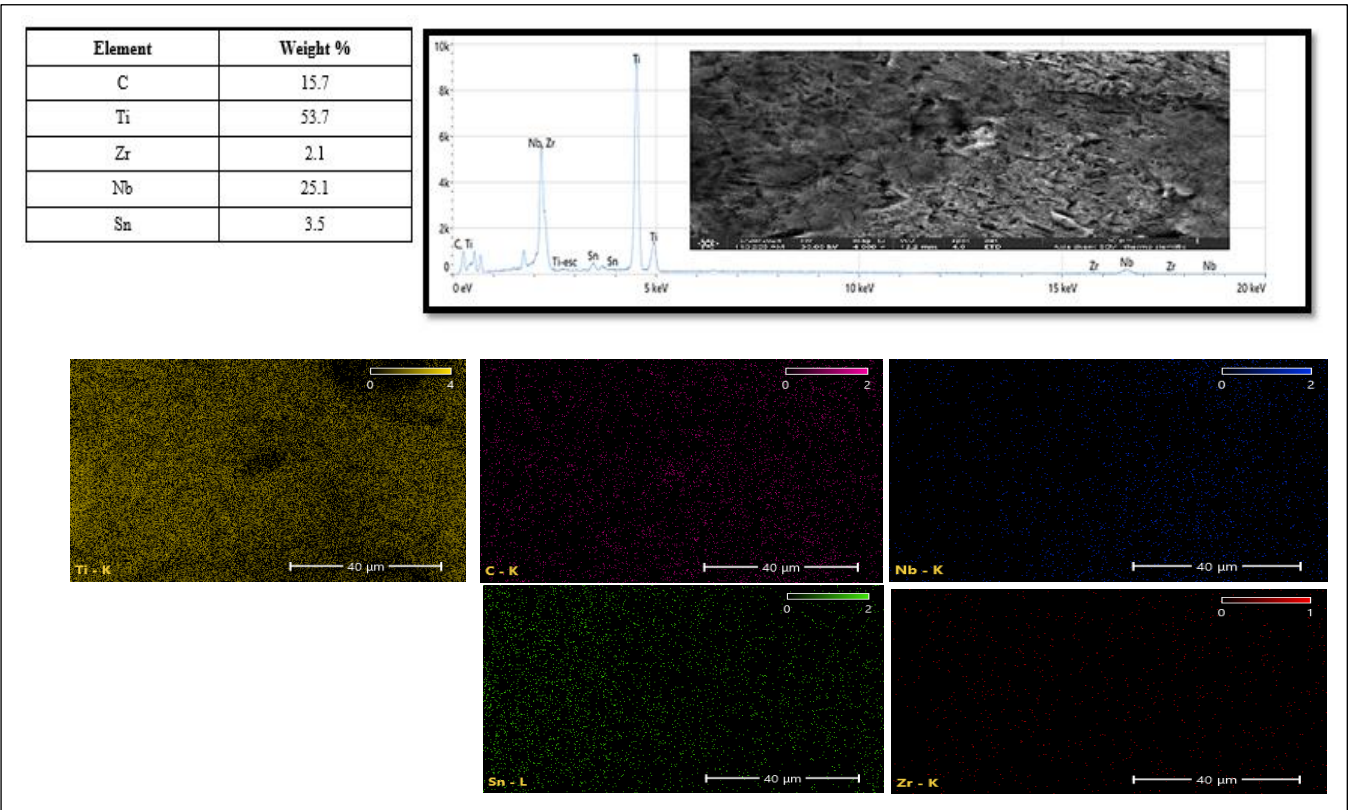 Element Weight %
C 15.7
Ti 53.7
Zr 2.1
Nb 25.1
Sn 3.5
10k
8k
6k
4k
2k
0
Ti
Nb, Zr
C, Ti
Ti-esc
Sn
Sn
Ti
Zr
Nb
Zr
Nb
0 eV 5 keV 10 keV 15 keV 20 keV
0 4
Ti - K
40 µm
0 2
C - K
40 µm
0 2
Nb - K
40 µm
0 2
Sn - L
40 µm
0 1
Zr - K
40 µm